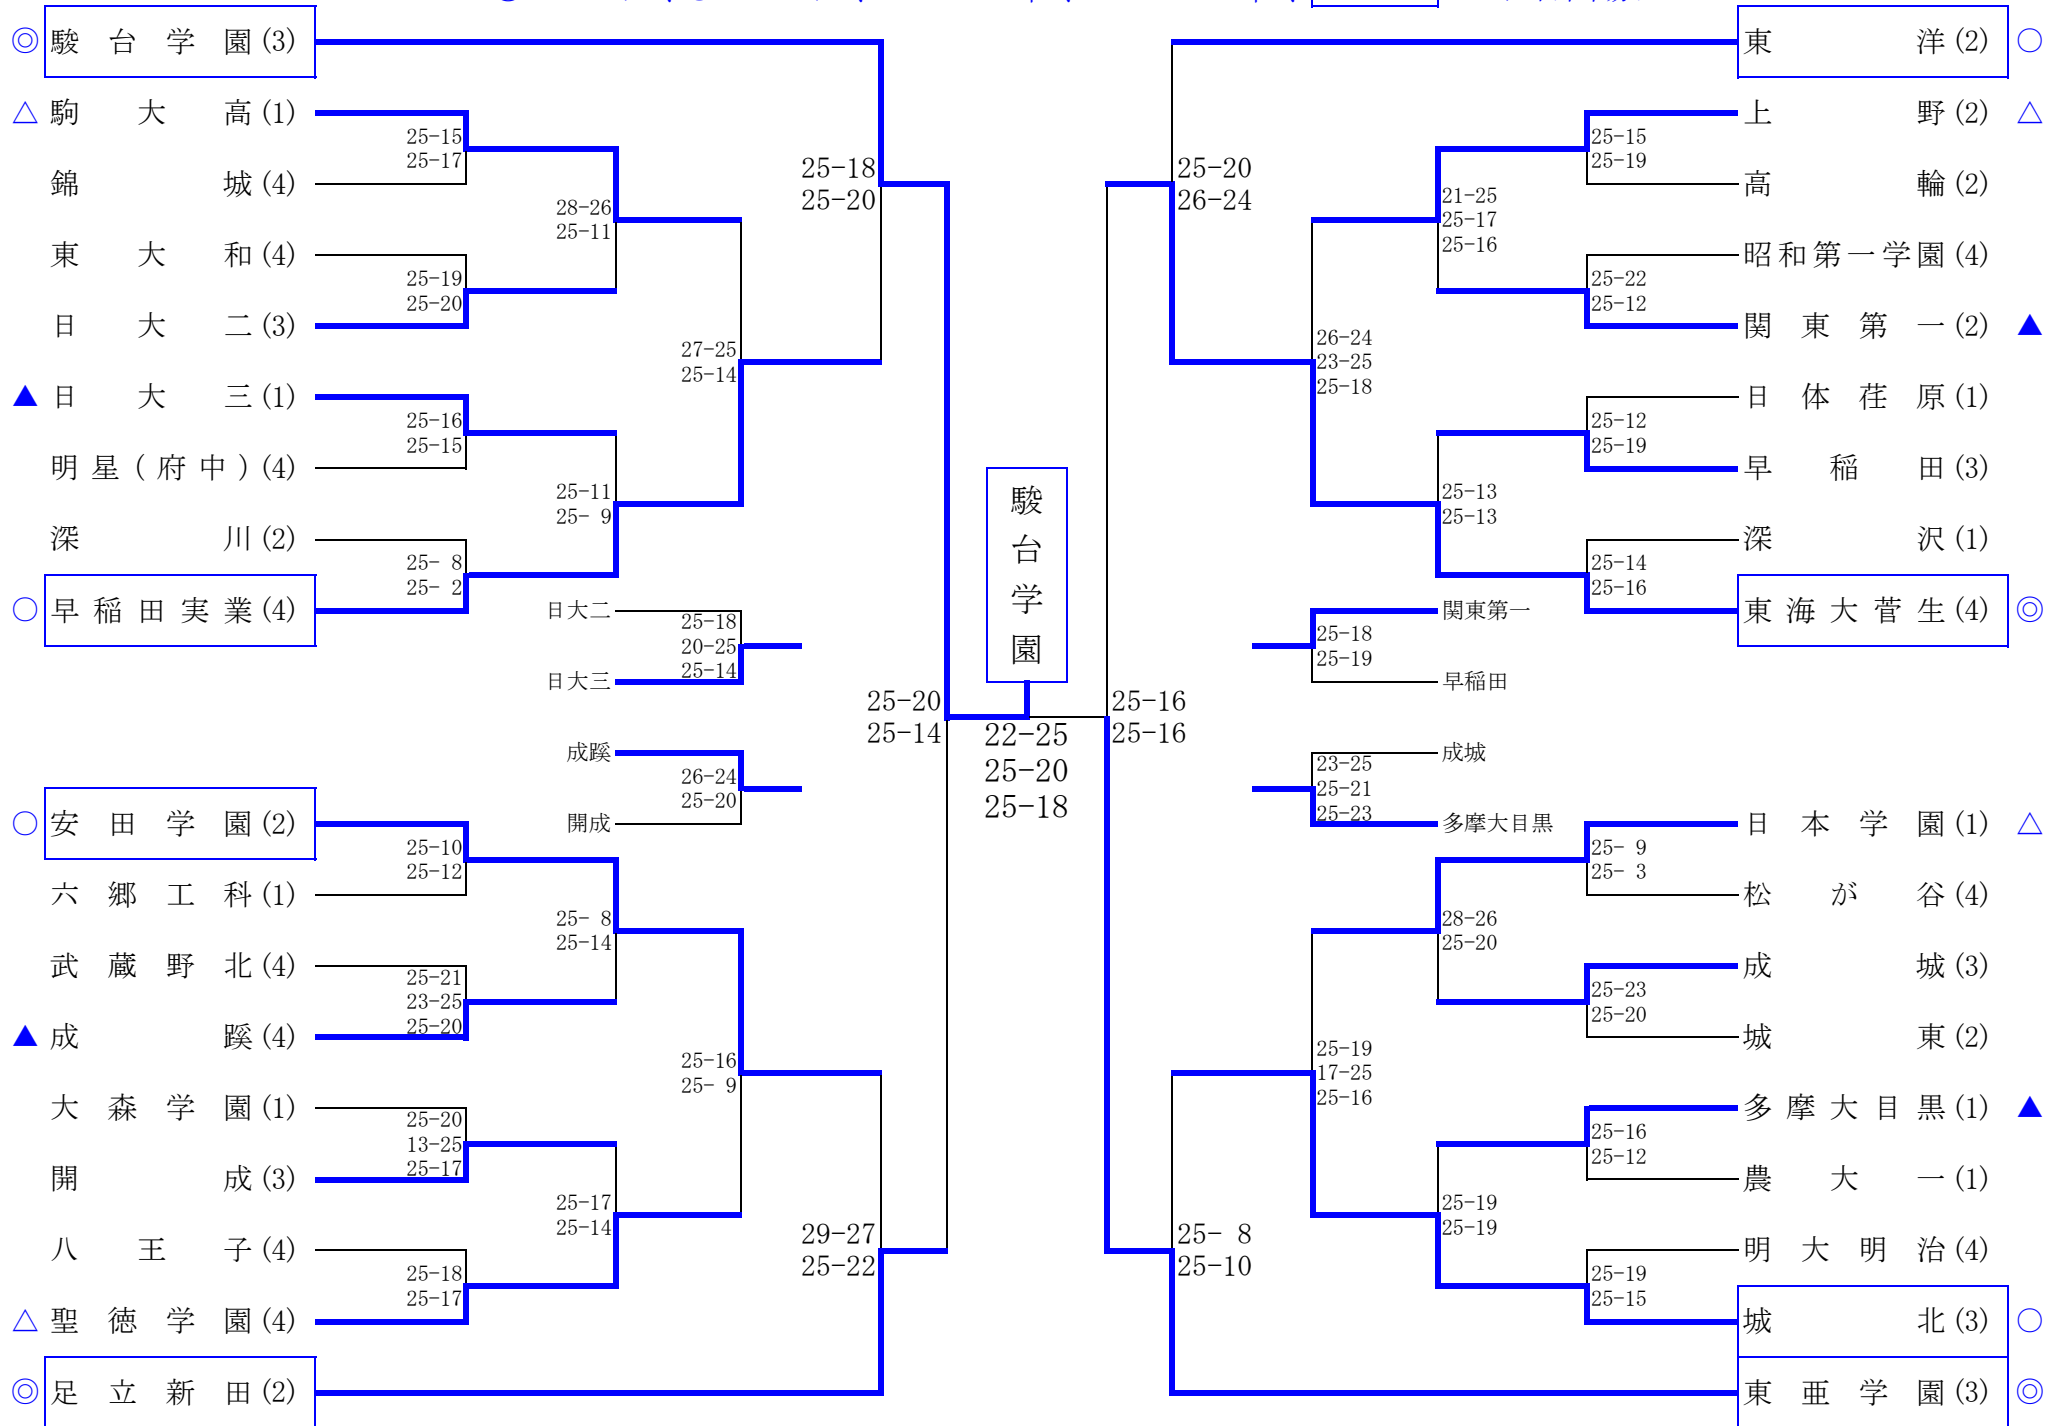 ◎ 駿台学園(3)
△ 駒大高(1)
25-15
25-17
錦城(4)
28-26
25-11
東大和(4)
25-19
25-20
日大二(3)
27-25
25-14
▲ 日大三(1)
25-16
25-15
明星(府中)(4)
25-11
25- 9
深川(2)
25- 8
25- 2
○ 早稲田実業(4)
25-18
25-20
日大二
25-18
20-25
25-14
日大三
成蹊
26-24
25-20
開成
○ 安田学園(2)
25-10
25-12
六郷工科(1)
25- 8
25-14
武蔵野北(4)
25-21
23-25
25-20
▲ 成蹊(4)
25-16
25- 9
大森学園(1)
25-20
13-25
25-17
開成(3)
25-17
25-14
八王子(4)
25-18
25-17
△ 聖徳学園(4)
29-27
25-22
◎ 足立新田(2)
25-20
25-14
駿台学園
22-25
25-20
25-18
25-16
25-16
東洋(2) ○
25-20
26-24
上野(2) △
25-15
25-19
高輪(2)
21-25
25-17
25-16
昭和第一学園(4)
25-22
25-12
関東第一(2) ▲
26-24
23-25
25-18
日体荏原(1)
25-12
25-19
早稲田(3)
25-13
25-13
深沢(1)
25-14
25-16
東海大菅生(4) ◎
関東第一
25-18
25-19
早稲田
成城
23-25
25-21
25-23
多摩大目黒
日本学園(1) △
25- 9
25- 3
松が谷(4)
28-26
25-20
成城(3)
25-23
25-20
城東(2)
25-19
17-25
25-16
多摩大目黒(1) ▲
25-16
25-12
農大一(1)
25-19
25-19
明大明治(4)
25-19
25-15
城北(3) ○
25- 8
25-10
東亜学園(3) ◎